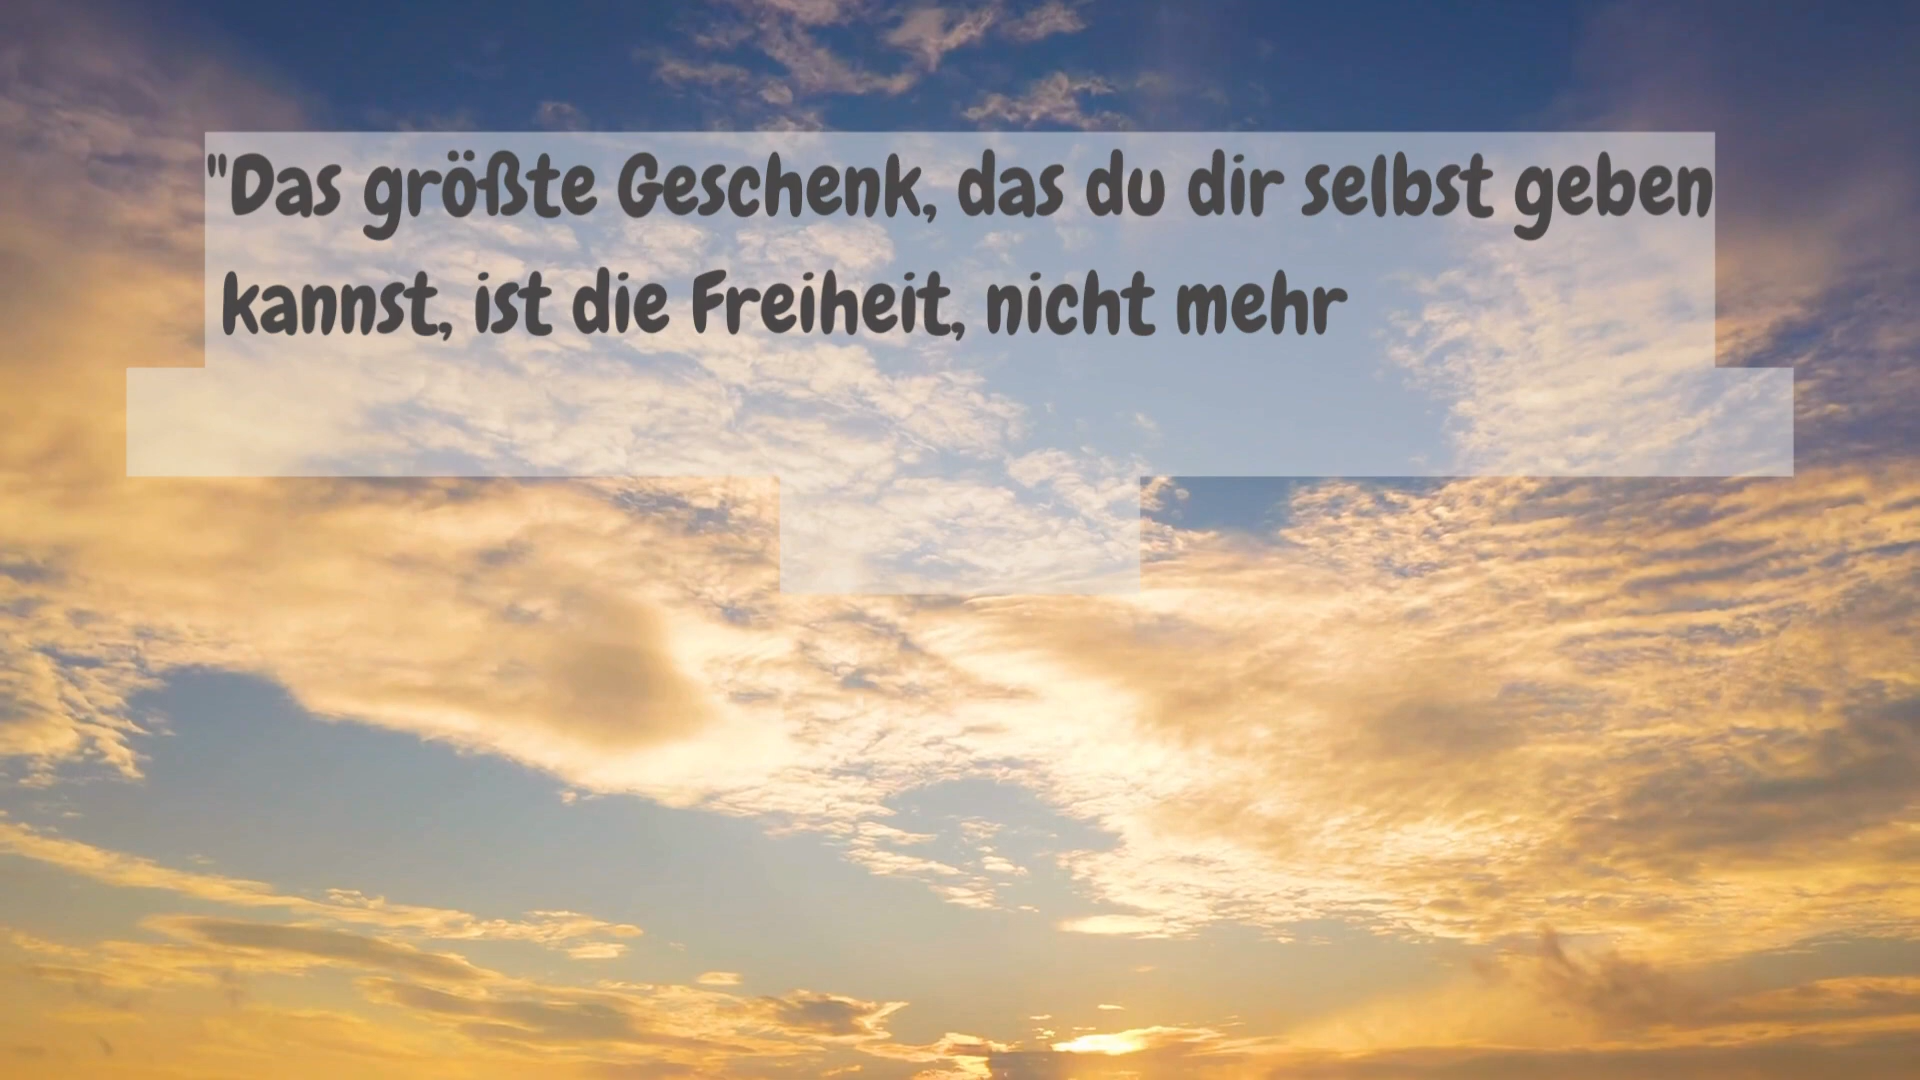 "Das größte Geschenk, das du dir selbst geben
kannst, ist die Freiheit, nicht mehr